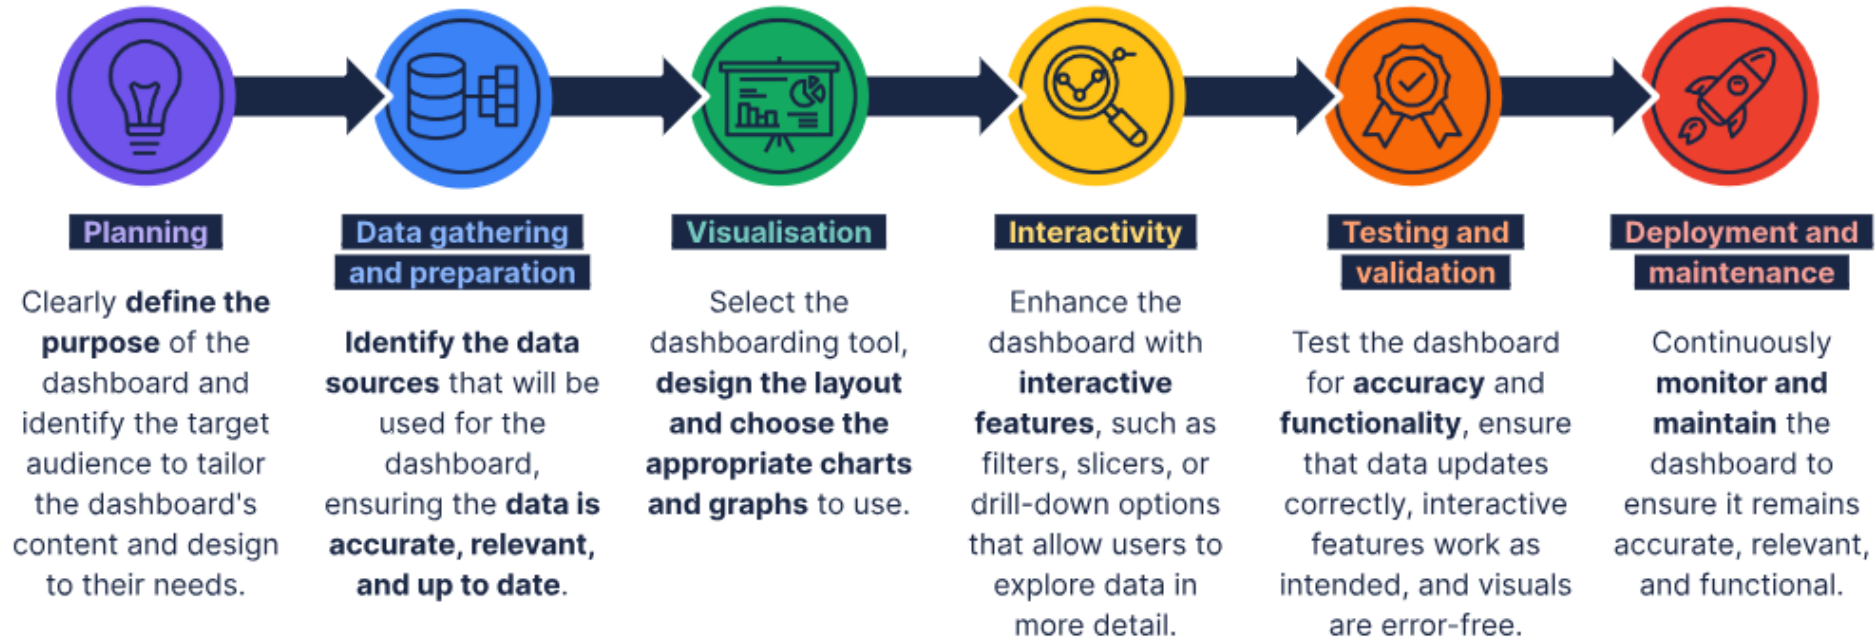 Planning
Clearly define the
purpose of the
dashboard and
identify the target
audience to tailor
the dashboard's
content and design
to their needs.
Data gathering
and preparation
Identify the data
sources that will be
used for the
dashboard,
ensuring the data is
accurate, relevant,
and up to date.
Visualisation
Select the
dashboarding tool,
design the layout
and choose the
appropriate charts
and graphs to use.
Interactivity
Enhance the
dashboard with
interactive
features, such as
filters, slicers, or
drill-down options
that allow users to
explore data in
more detail.
Testing and
validation
Test the dashboard
for accuracy and
functionality, ensure
that data updates
correctly, interactive
features work as
intended, and visuals
are error-free.
Deployment and
maintenance
Continuously
monitor and
maintain the
dashboard to
ensure it remains
accurate, relevant,
and functional.